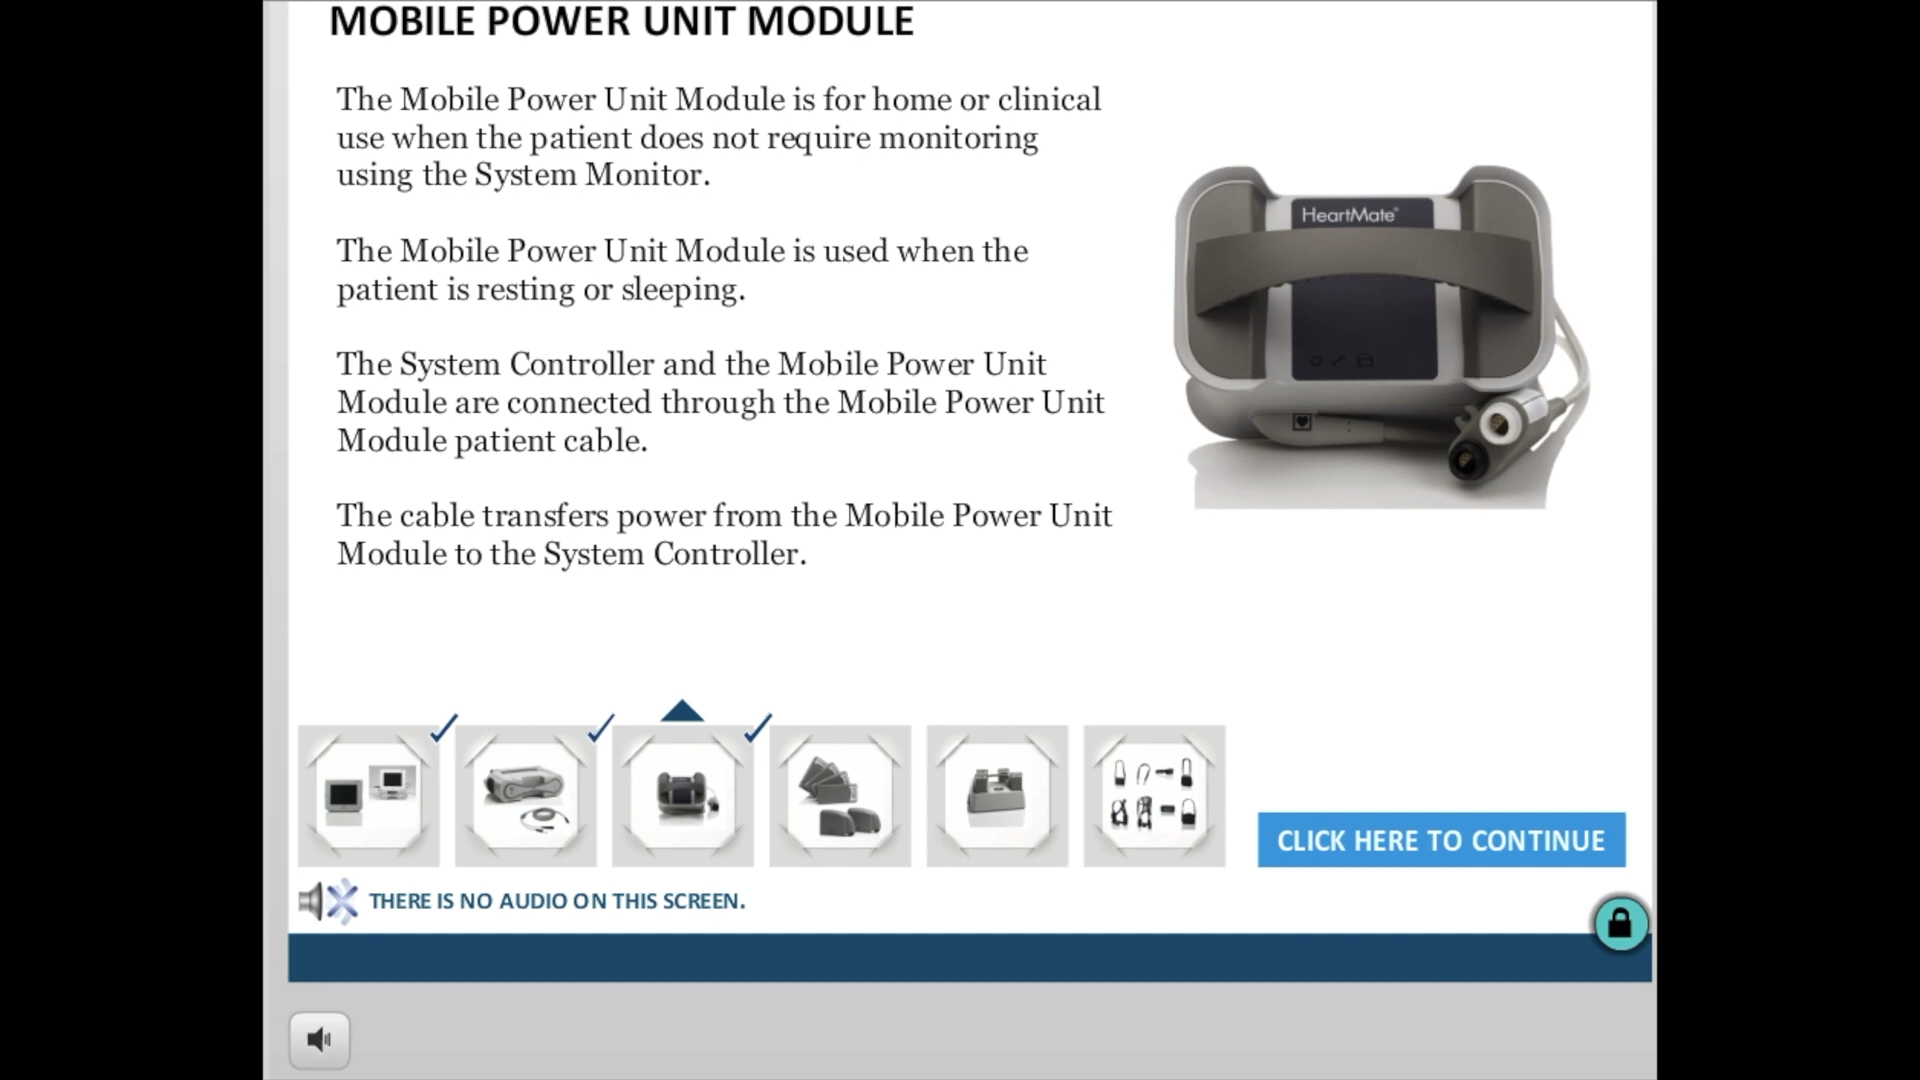 MOBILE POWER UNIT MODULE
The Mobile Power Unit Module is for home or clinical
use when the patient does not require monitoring
using the System Monitor.
The Mobile Power Unit Module is used when the
patient is resting or sleeping.
The System Controller and the Mobile Power Unit
Module are connected through the Mobile Power Unit
Module patient cable.
The cable transfers power from the Mobile Power Unit
Module to the System Controller.
HeartMate®
CLICK HERE TO CONTINUE
THERE IS NO AUDIO ON THIS SCREEN.